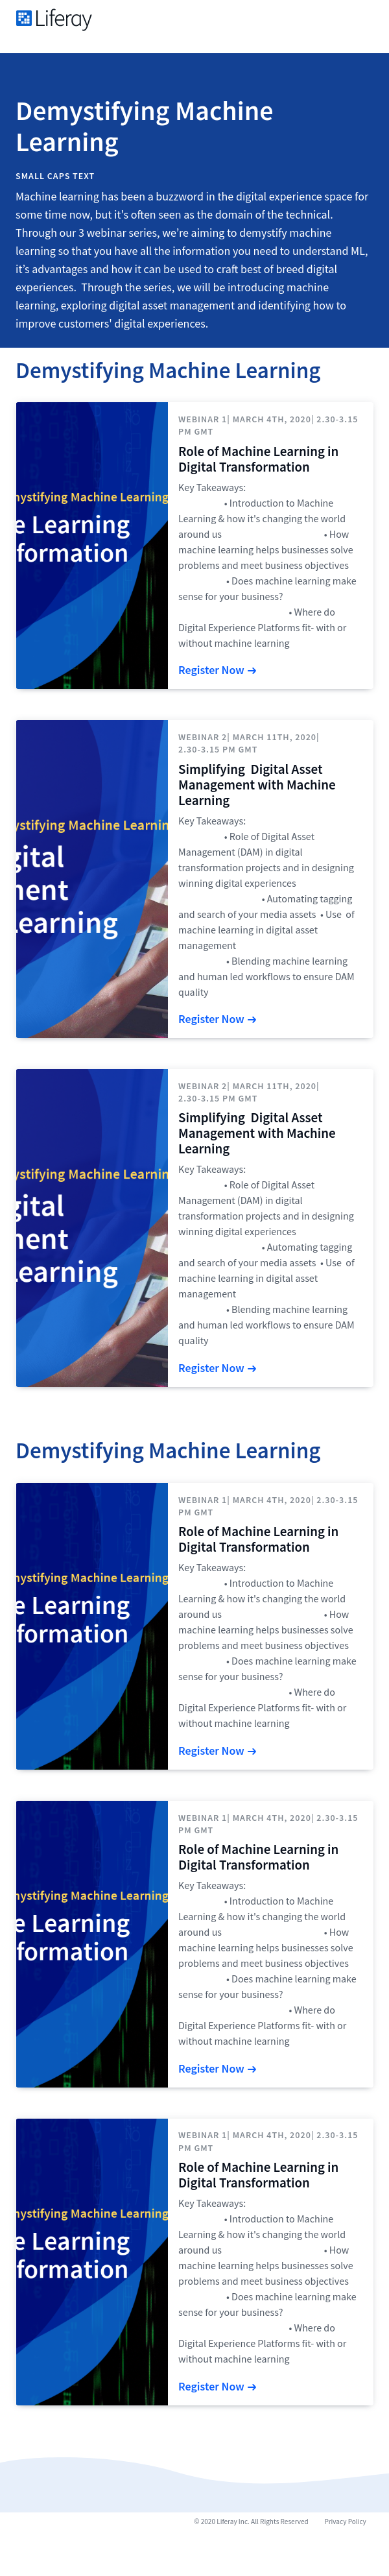 Liferay
Demystifying Machine
Learning
SMALL CAPS TEXT
Machine learning has been a buzzword in the digital experience space for
some time now, but it's often seen as the domain of the technical.
Through our 3 webinar series, we're aiming to demystify machine
learning so that you have all the information you need to understand ML,
it's advantages and how it can be used to craft best of breed digital
experiences. Through the series, we will be introducing machine
learning, exploring digital asset management and identifying how to
improve customers' digital experiences.
Demystifying Machine Learning
mystifying Machine Learning
e Learning
formation
WEBINAR 1| MARCH 4TH, 2020| 2.30-3.15
PM GMT
Role of Machine Learning in
Digital Transformation
Key Takeaways:
• Introduction to Machine
Learning & how it's changing the world
around us • How
machine learning helps businesses solve
problems and meet business objectives
• Does machine learning make
sense for your business?
• Where do
Digital Experience Platforms fit- with or
without machine learning
Register Now →
ystifying Machine Learnin
gital
ment
Learning
WEBINAR 2| MARCH 11TH, 2020|
2.30-3.15 PM GMT
Simplifying Digital Asset
Management with Machine
Learning
Key Takeaways:
• Role of Digital Asset
Management (DAM) in digital
transformation projects and in designing
winning digital experiences
• Automating tagging
and search of your media assets • Use of
machine learning in digital asset
management
• Blending machine learning
and human led workflows to ensure DAM
quality
Register Now →
ystifying Machine Learnin
gital
ment
Learning
WEBINAR 2| MARCH 11TH, 2020|
2.30-3.15 PM GMT
Simplifying Digital Asset
Management with Machine
Learning
Key Takeaways:
• Role of Digital Asset
Management (DAM) in digital
transformation projects and in designing
winning digital experiences
• Automating tagging
and search of your media assets • Use of
machine learning in digital asset
management
• Blending machine learning
and human led workflows to ensure DAM
quality
Register Now →
Demystifying Machine Learning
mystifying Machine Learning
e Learning
formation
WEBINAR 1| MARCH 4TH, 2020| 2.30-3.15
PM GMT
Role of Machine Learning in
Digital Transformation
Key Takeaways:
• Introduction to Machine
Learning & how it's changing the world
around us • How
machine learning helps businesses solve
problems and meet business objectives
• Does machine learning make
sense for your business?
• Where do
Digital Experience Platforms fit- with or
without machine learning
Register Now →
mystifying Machine Learning
e Learning
formation
WEBINAR 1| MARCH 4TH, 2020| 2.30-3.15
PM GMT
Role of Machine Learning in
Digital Transformation
Key Takeaways:
• Introduction to Machine
Learning & how it's changing the world
around us • How
machine learning helps businesses solve
problems and meet business objectives
• Does machine learning make
sense for your business?
• Where do
Digital Experience Platforms fit- with or
without machine learning
Register Now →
mystifying Machine Learning
e Learning
formation
WEBINAR 1| MARCH 4TH, 2020| 2.30-3.15
PM GMT
Role of Machine Learning in
Digital Transformation
Key Takeaways:
• Introduction to Machine
Learning & how it's changing the world
around us • How
machine learning helps businesses solve
problems and meet business objectives
• Does machine learning make
sense for your business?
• Where do
Digital Experience Platforms fit- with or
without machine learning
Register Now →
© 2020 Liferay Inc. All Rights Reserved Privacy Policy